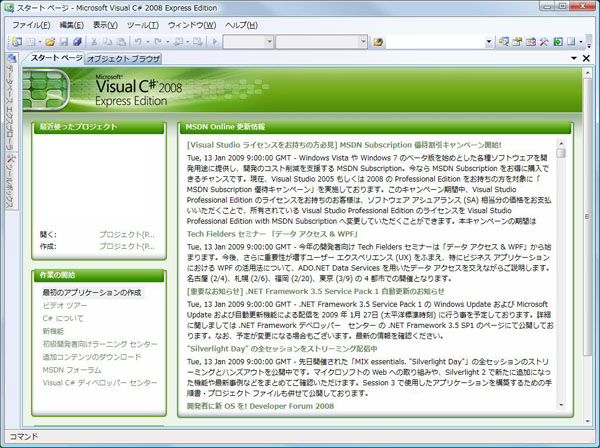 スタート ページ - Microsoft Visual C# 2008 Express Edition
ファイル(F) 編集(E) 表示(V) ツール(T) ウィンドウ(W) ヘルプ(H)
スタート ページ オブジェクト ブラウザ
データベース エクスプローラ
ツールボックス
Microsoft®
Visual C# 2008
Express Edition
最近使ったプロジェクト
開く: プロジェクト(R...
作成: プロジェクト(P...
作業の開始
最初のアプリケーションの作成
ビデオ ツアー
C# について
新機能
初級開発者向けラーニング センター
追加コンテンツのダウンロード
MSDN フォーラム
Visual C# ディベロッパー センター
MSDN Online 更新情報
[Visual Studio ライセンスをお持ちの方必見] MSDN Subscription 優待割引キャンペーン開始!
Tue, 13 Jan 2009 9:00:00 GMT - Windows Vista や Windows 7 のベータ版を始めとした各種ソフトウェアを開
発用途に提供し、開発のコスト削減を支援する MSDN Subscription。今なら MSDN Subscription をお得に購入で
きるチャンスです。現在、Visual Studio 2005 もしくは 2008 の Professional Edition をお持ちの方を対象に「
MSDN Subscription 優待キャンペーン」を実施しております。このキャンペーン期間中、Visual Studio
Professional Edition のライセンスをお持ちのお客様は、ソフトウェア アシュアランス (SA) 相当分の価格をお支払
いいただくことで、所有されている Visual Studio Professional Edition のライセンスを Visual Studio
Professional Edition with MSDN Subscription へ変更していただくことができます。本キャンペーンの期間は
Tech Fielders セミナー 「データ アクセス & WPF」
Tue, 13 Jan 2009 9:00:00 GMT - 今年の開発者向け Tech Fielders セミナーは「データ アクセス & WPF」から始
まります。今後、さらに重要性が増すユーザー エクスペリエンス (UX) をふまえ、特にビジネス アプリケーション
における WPF の活用法について、ADO.NET Data Services を用いたデータ アクセスを交えながらご説明します。
名古屋 (2/4)、札幌 (2/6)、福岡 (2/20)、東京 (3/9) の 4 都市での開催となります。
[重要なお知らせ] .NET Framework 3.5 Service Pack 1 自動更新のお知らせ
Tue, 13 Jan 2009 9:00:00 GMT - .NET Framework 3.5 Service Pack 1 の Windows Update および Microsoft
Update および自動更新機能による配信を 2009 年 1月 27日 (太平洋標準刻) に行う事を予定しております。詳
細に関しましては .NET Framework デベロッパー センター の .NET Framework 3.5 SP1 のページにて公開しており
ます。なお、予定が変更になる場合もございます。最新の情報を確認ください。
"Silverlight Day" の全セッションをストリーミング配信中
Tue, 13 Jan 2009 9:00:00 GMT - 先日開催された「MIX essentials. "Silverlight Day"」の全セッションのストリ
ーミングとハンズアウトを公開中です。マイクロソフトの Web への取り組みや、Silverlight 2 で新たに追加になっ
た機能や最新事例などをまとめてご確認いただけます。Session 3 で使用したアプリケーションを構築するための手
順書・プロジェクト ファイルも併せて公開しております。
開発者に新 OS を! Developer Forum 2008
コマンド